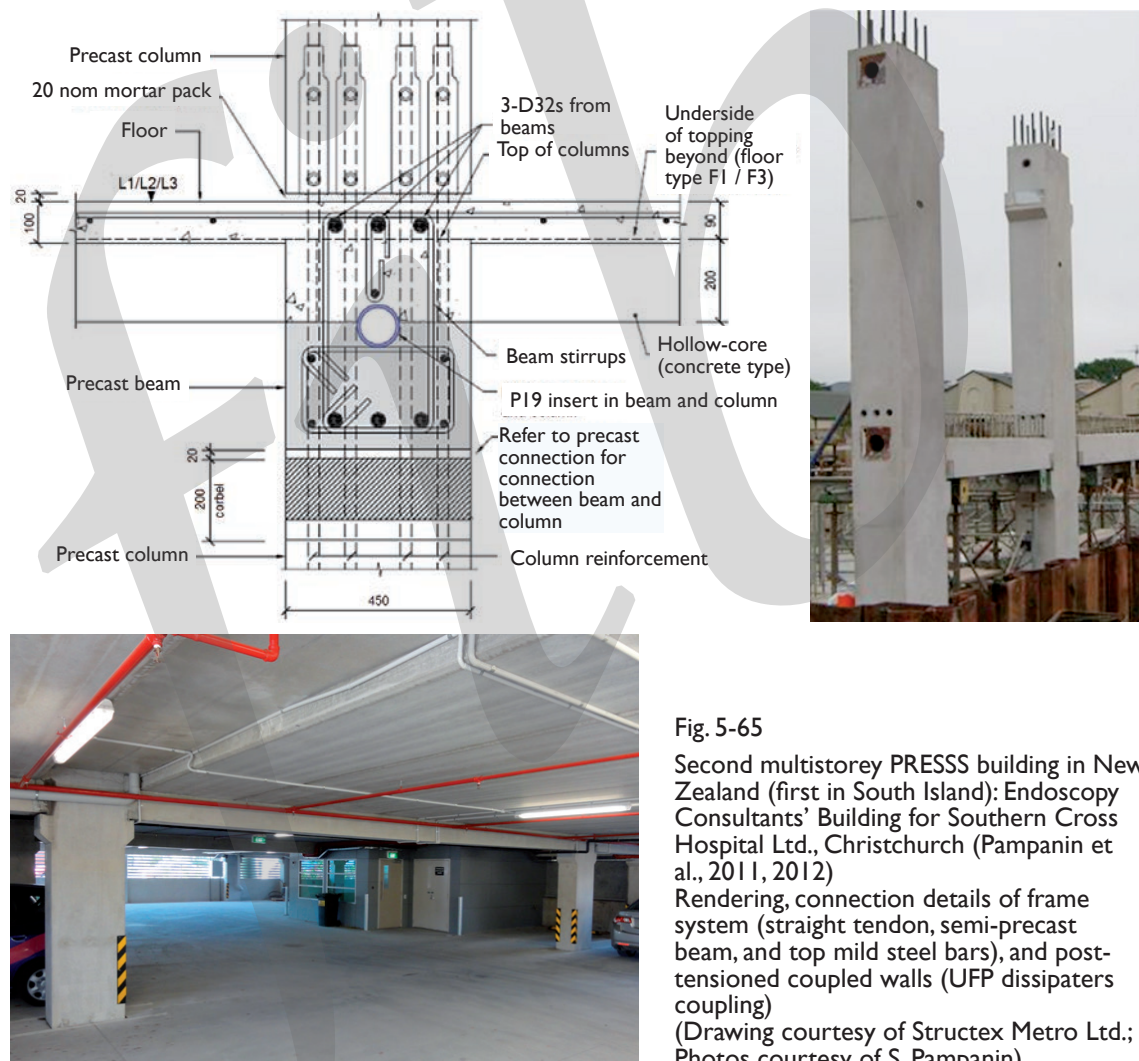 Precast column
20 nom mortar pack
Floor
L1/L2/L3
20
100
3-D32s from
beams
Top of columns
Underside
of topping
beyond (floor
type F1 / F3)
90
200
Hollow-core
(concrete type)
Beam stirrups
Precast beam
P19 insert in beam and column
Refer to precast
connection for
connection
between beam and
column
20
200
corbel
Precast column
Column reinforcement
450
Fig. 5-65
Second multistorey PRESSS building in New
Zealand (first in South Island): Endoscopy
Consultants' Building for Southern Cross
Hospital Ltd., Christchurch (Pampanin et
al., 2011, 2012)
Rendering, connection details of frame
system (straight tendon, semi-precast
beam, and top mild steel bars), and post-
tensioned coupled walls (UFP dissipaters
coupling)
(Drawing courtesy of Structex Metro Ltd.;
Photos courtesy of S. Pampanin)